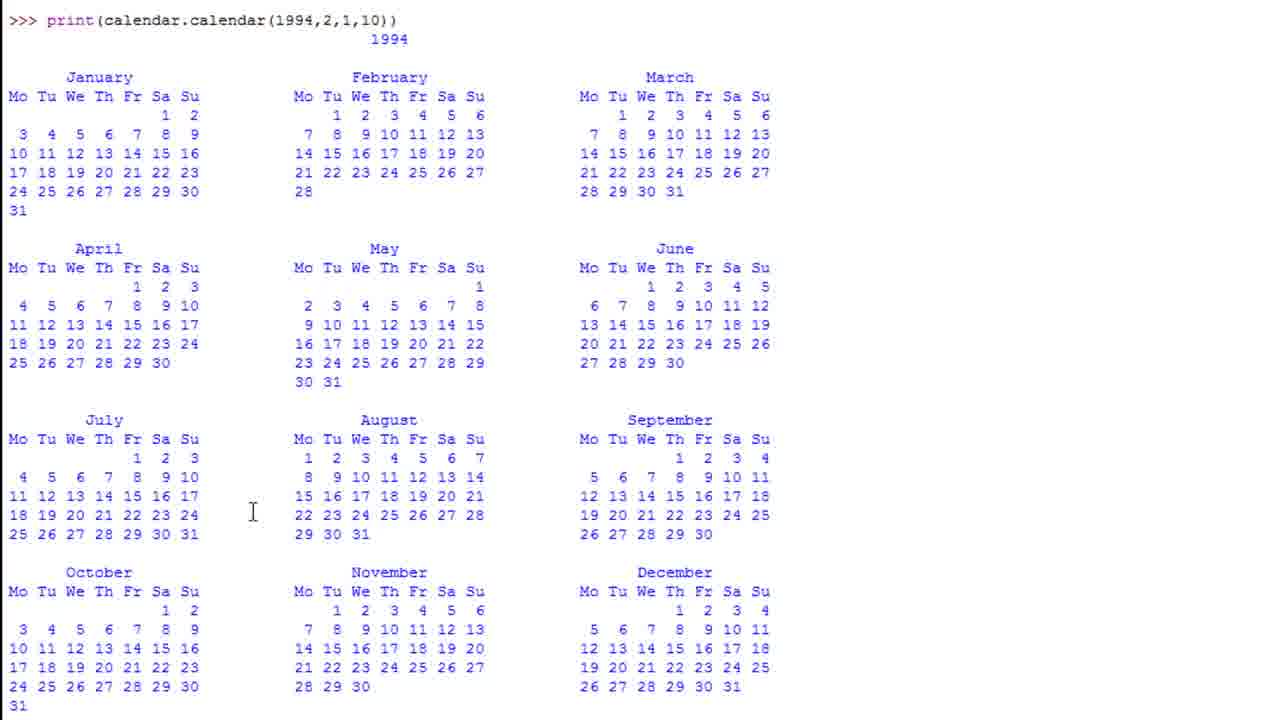 >>> print(calendar.calendar(1994,2,1,10))
                                      1994

      January                       February                       March
Mo Tu We Th Fr Sa Su          Mo Tu We Th Fr Sa Su          Mo Tu We Th Fr Sa Su
                1  2              1  2  3  4  5  6              1  2  3  4  5  6
 3  4  5  6  7  8  9           7  8  9 10 11 12 13           7  8  9 10 11 12 13
10 11 12 13 14 15 16          14 15 16 17 18 19 20          14 15 16 17 18 19 20
17 18 19 20 21 22 23          21 22 23 24 25 26 27          21 22 23 24 25 26 27
24 25 26 27 28 29 30          28                            28 29 30 31
31

       April                         May                            June
Mo Tu We Th Fr Sa Su          Mo Tu We Th Fr Sa Su          Mo Tu We Th Fr Sa Su
             1  2  3                             1                 1  2  3  4  5
 4  5  6  7  8  9 10           2  3  4  5  6  7  8           6  7  8  9 10 11 12
11 12 13 14 15 16 17           9 10 11 12 13 14 15          13 14 15 16 17 18 19
18 19 20 21 22 23 24          16 17 18 19 20 21 22          20 21 22 23 24 25 26
25 26 27 28 29 30             23 24 25 26 27 28 29          27 28 29 30
                              30 31

        July                        August                       September
Mo Tu We Th Fr Sa Su          Mo Tu We Th Fr Sa Su          Mo Tu We Th Fr Sa Su
             1  2  3           1  2  3  4  5  6  7                    1  2  3  4
 4  5  6  7  8  9 10           8  9 10 11 12 13 14           5  6  7  8  9 10 11
11 12 13 14 15 16 17          15 16 17 18 19 20 21          12 13 14 15 16 17 18
18 19 20 21 22 23 24          22 23 24 25 26 27 28          19 20 21 22 23 24 25
25 26 27 28 29 30 31          29 30 31                      26 27 28 29 30

      October                       November                      December
Mo Tu We Th Fr Sa Su          Mo Tu We Th Fr Sa Su          Mo Tu We Th Fr Sa Su
                1  2              1  2  3  4  5  6                    1  2  3  4
 3  4  5  6  7  8  9           7  8  9 10 11 12 13           5  6  7  8  9 10 11
10 11 12 13 14 15 16          14 15 16 17 18 19 20          12 13 14 15 16 17 18
17 18 19 20 21 22 23          21 22 23 24 25 26 27          19 20 21 22 23 24 25
24 25 26 27 28 29 30          28 29 30                      26 27 28 29 30 31
31